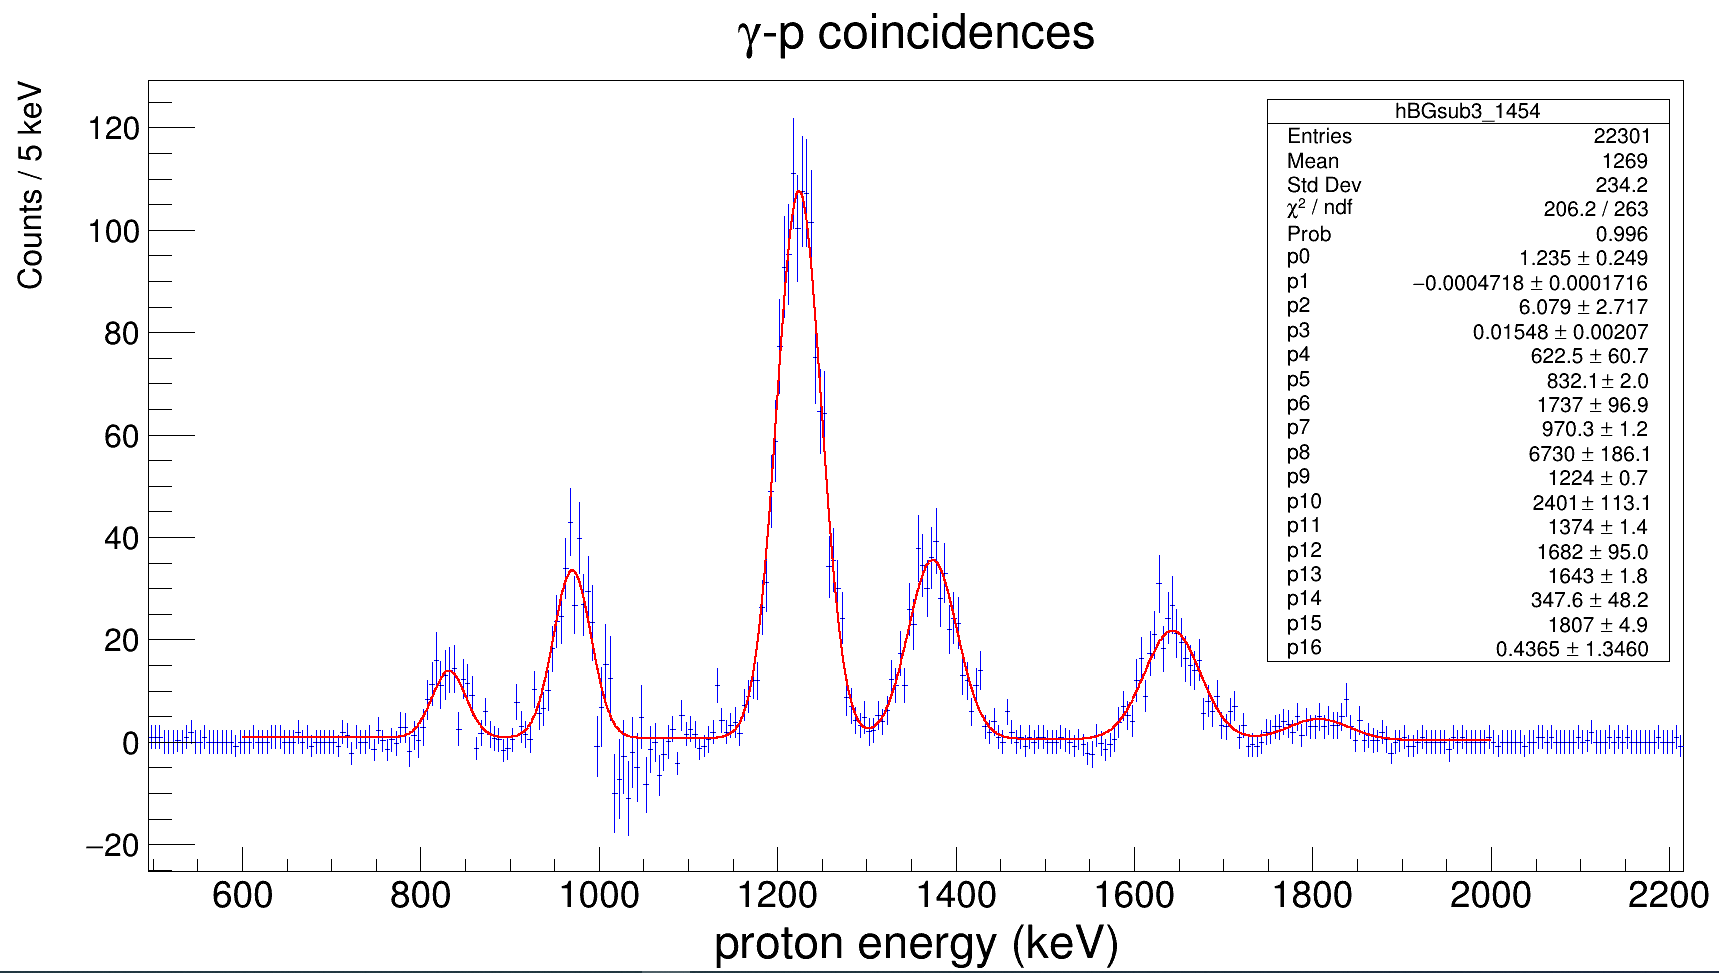 γ-p coincidences
Counts / 5 keV
120
100
80
60
40
20
0
−20
hBGsub3_1454
Entries 22301
Mean 1269
Std Dev 234.2
χ² / ndf 206.2 / 263
Prob 0.996
p0 1.235 ± 0.249
p1 −0.0004718 ± 0.0001716
p2 6.079 ± 2.717
p3 0.01548 ± 0.00207
p4 622.5 ± 60.7
p5 832.1 ± 2.0
p6 1737 ± 96.9
p7 970.3 ± 1.2
p8 6730 ± 186.1
p9 1224 ± 0.7
p10 2401 ± 113.1
p11 1374 ± 1.4
p12 1682 ± 95.0
p13 1643 ± 1.8
p14 347.6 ± 48.2
p15 1807 ± 4.9
p16 0.4365 ± 1.3460
600 800 1000 1200 1400 1600 1800 2000 2200
proton energy (keV)